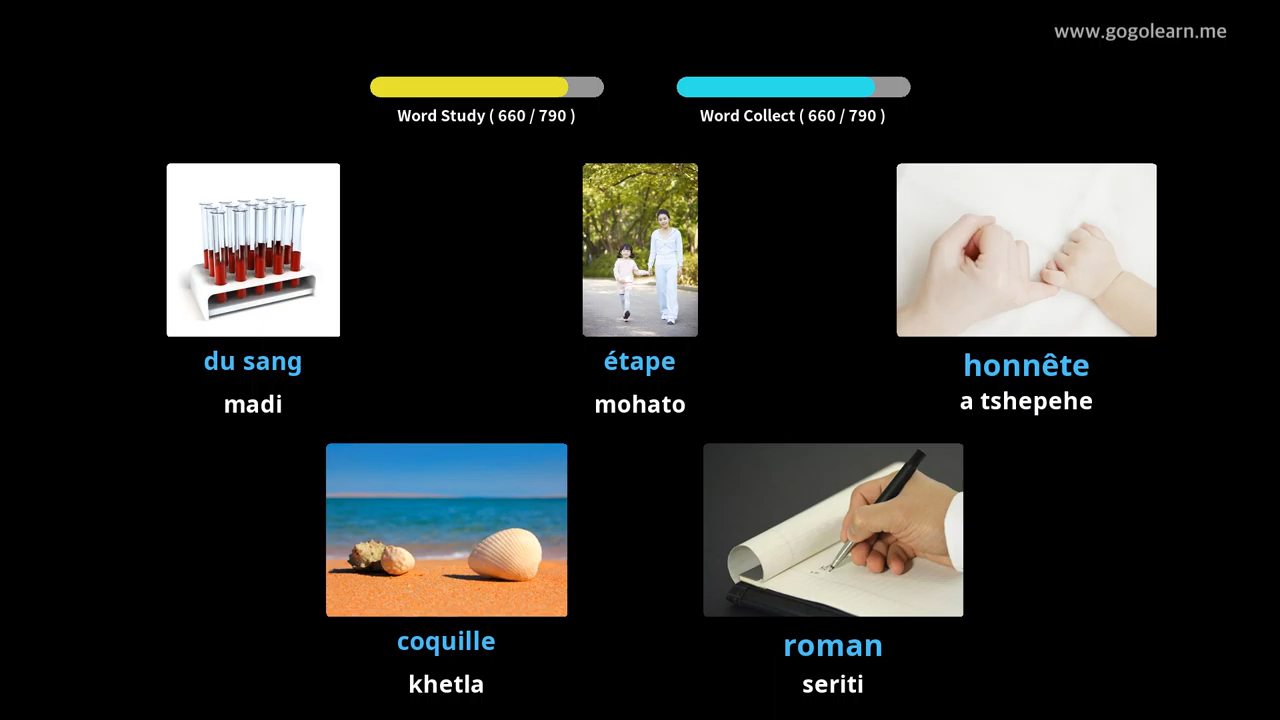 www.gogolearn.me
Word Study ( 660 / 790 )
Word Collect ( 660 / 790 )
du sang
madi
étape
mohato
honnête
a tshepehe
coquille
khetla
roman
seriti